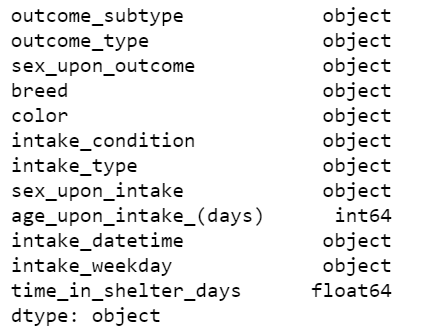 outcome_subtype object
outcome_type object
sex_upon_outcome object
breed object
color object
intake_condition object
intake_type object
sex_upon_intake object
age_upon_intake_(days) int64
intake_datetime object
intake_weekday object
time_in_shelter_days float64
dtype: object